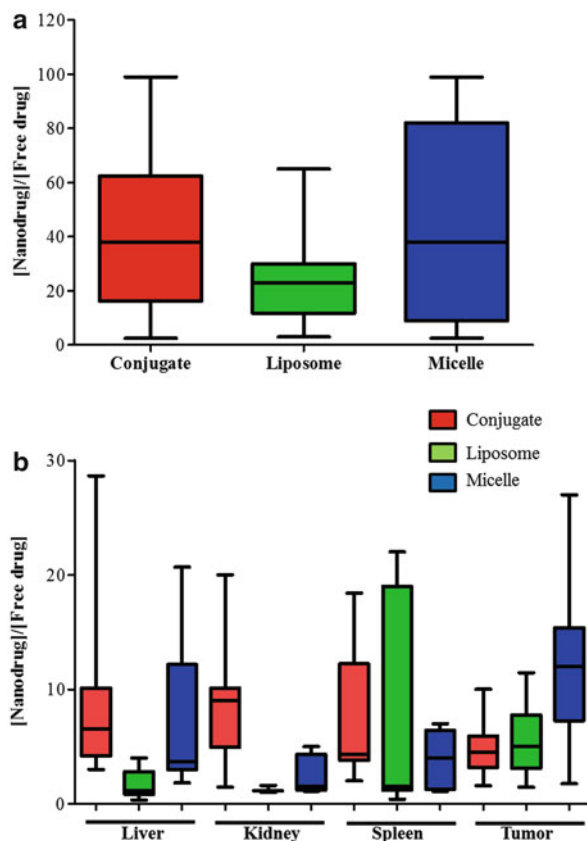 a
[Nanodrug]/[Free drug]
120
100
80
60
40
20
0
Conjugate Liposome Micelle
Conjugate
Liposome
Micelle
b
[Nanodrug]/[Free drug]
30
20
10
0
Liver Kidney Spleen Tumor